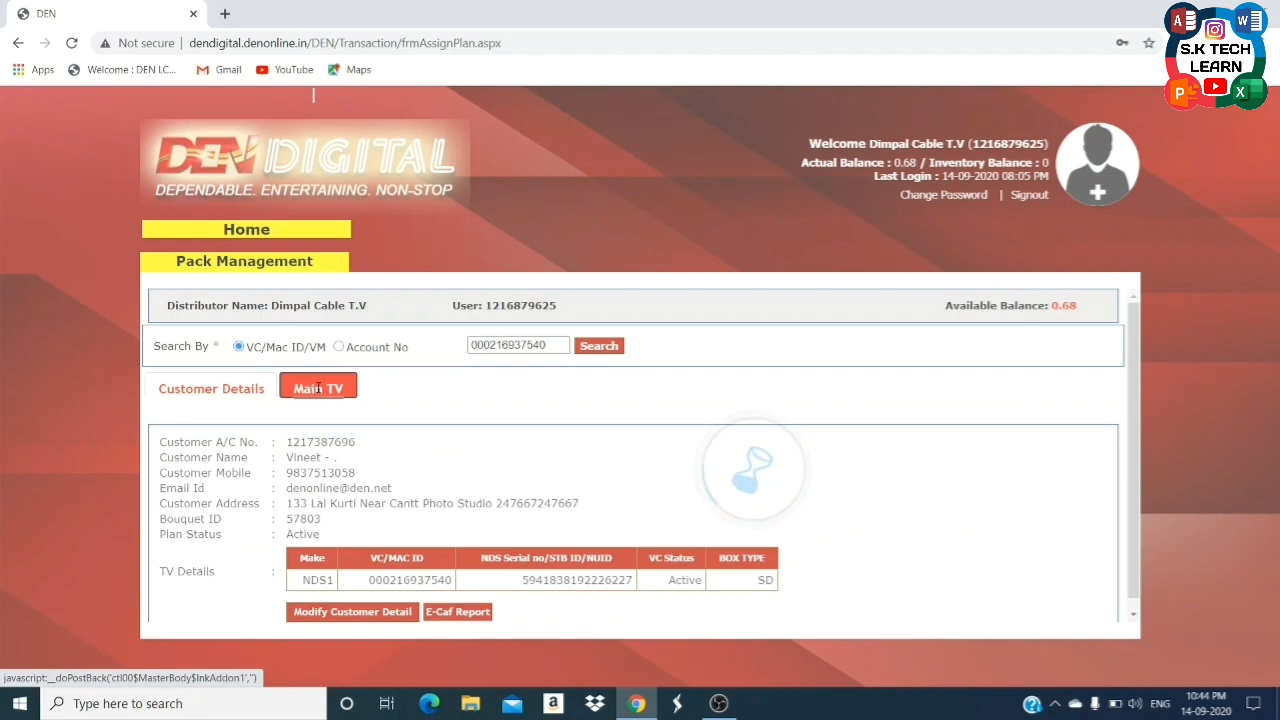 DEN
Not secure | dendigital.denonline.in/DEN/Transaction/frmAssignPlan.aspx
Apps Welcome : DEN LC... Gmail YouTube Maps
S.K TECH
LEARN
DEN DIGITAL
DEPENDABLE. ENTERTAINING. NON-STOP
Welcome Dimpal Cable T.V (1216879625)
Actual Balance : 0.68 / Inventory Balance : 0
Last Login : 14-09-2020 08:05 PM
Change Password | Signout
Home
Pack Management
Distributor Name: Dimpal Cable T.V User: 1216879625 Available Balance: 0.68
Search By * VC/Mac ID/VM Account No 000216937540 Search
Customer Details Main TV
Customer A/C No. : 1217387696
Customer Name : Vineet - .
Customer Mobile : 9837513058
Email Id : denonline@den.net
Customer Address : 133 Lal Kurti Near Cantt Photo Studio 247667247667
Bouquet ID : 57803
Plan Status : Active
Make VC/MAC ID NDS Serial no/STB ID/NUID VC Status BOX TYPE
TV Details : NDS1 000216937540 5941838192226227 Active SD
Modify Customer Detail E-Caf Report
javascript:__doPostBack('ctl00$MasterBody$lnkAddon1','')
Type here to search
ENG
10:44 PM
14-09-2020